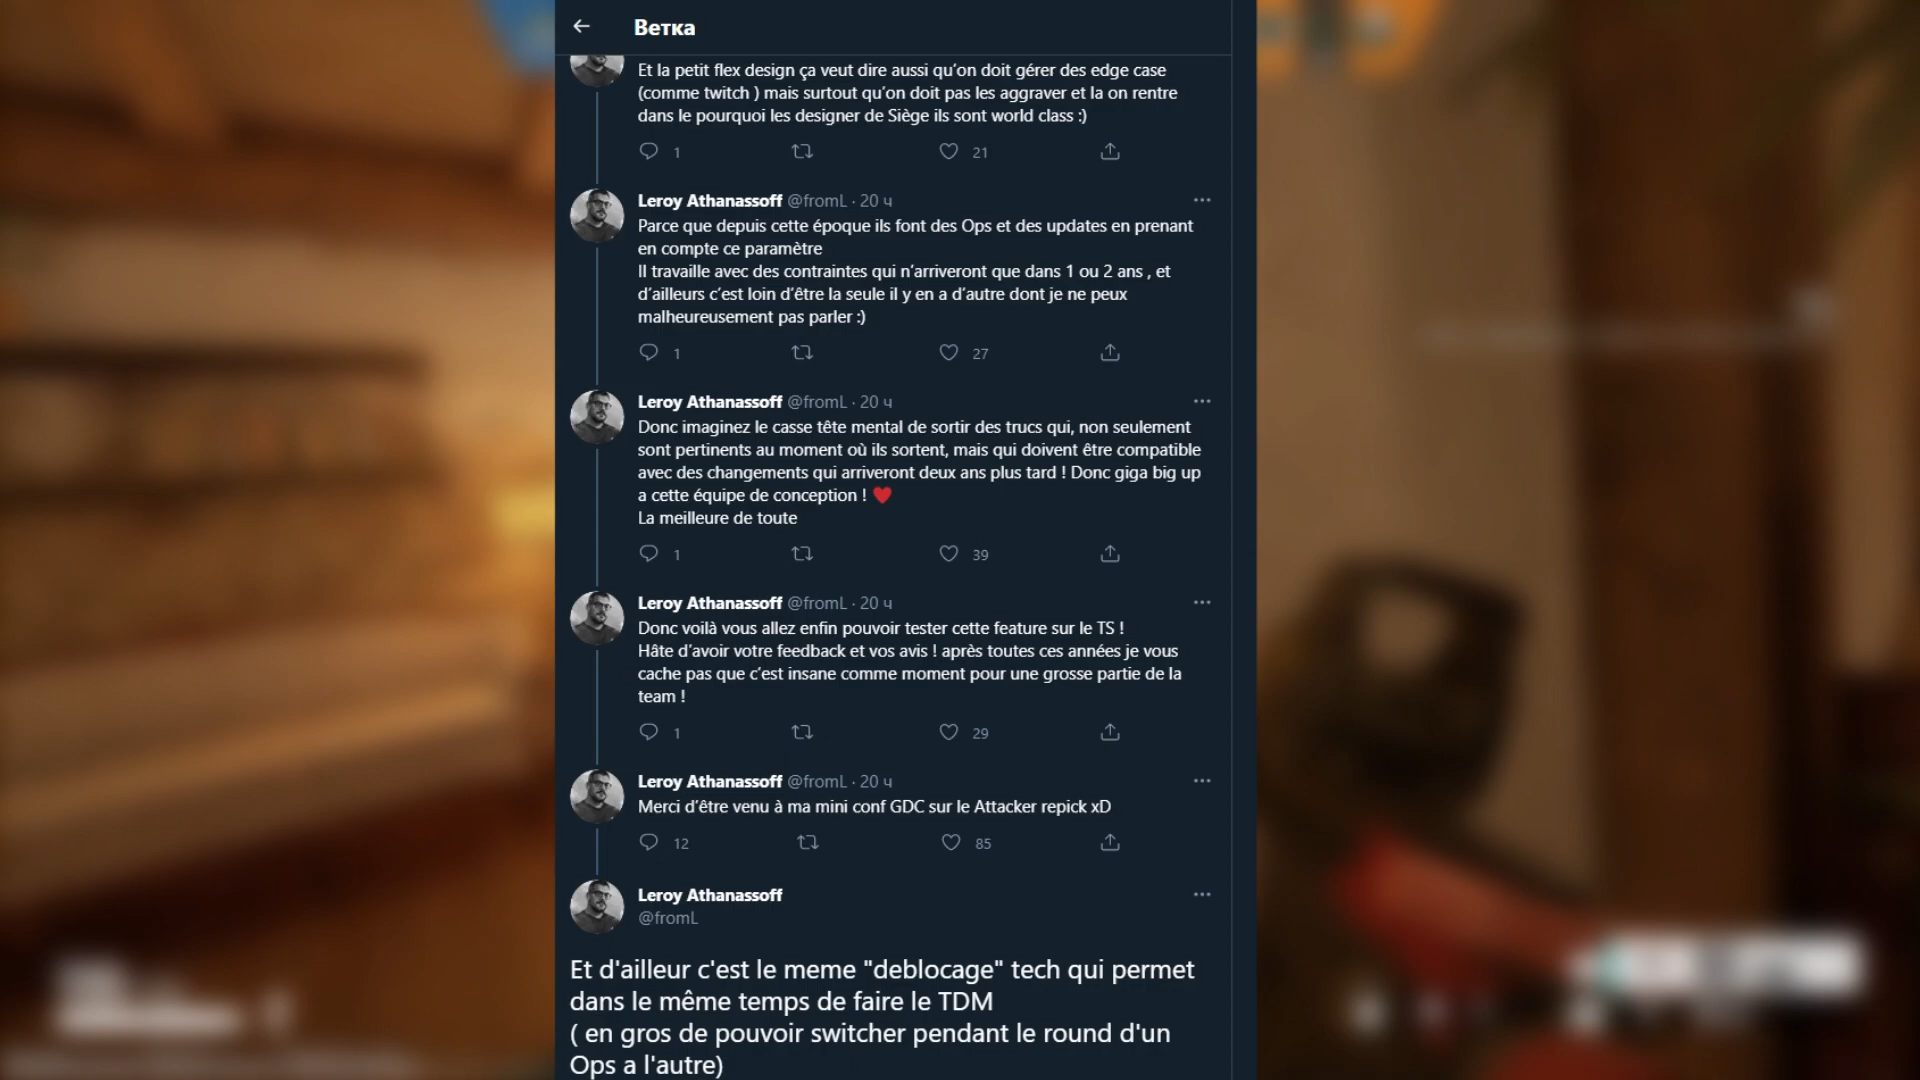 Ветка
Et la petit flex design ça veut dire aussi qu'on doit gérer des edge case
(comme twitch ) mais surtout qu'on doit pas les aggraver et la on rentre
dans le pourquoi les designer de Siège ils sont world class :)
1 21
Leroy Athanassoff @fromL · 20 ч
Parce que depuis cette époque ils font des Ops et des updates en prenant
en compte ce paramètre
Il travaille avec des contraintes qui n'arriveront que dans 1 ou 2 ans , et
d'ailleurs c'est loin d'être la seule il y en a d'autre dont je ne peux
malheureusement pas parler :)
1 27
Leroy Athanassoff @fromL · 20 ч
Donc imaginez le casse tête mental de sortir des trucs qui, non seulement
sont pertinents au moment où ils sortent, mais qui doivent être compatible
avec des changements qui arriveront deux ans plus tard ! Donc giga big up
a cette équipe de conception ! ❤️
La meilleure de toute
1 39
Leroy Athanassoff @fromL · 20 ч
Donc voilà vous allez enfin pouvoir tester cette feature sur le TS !
Hâte d'avoir votre feedback et vos avis ! après toutes ces années je vous
cache pas que c'est insane comme moment pour une grosse partie de la
team !
1 29
Leroy Athanassoff @fromL · 20 ч
Merci d'être venu à ma mini conf GDC sur le Attacker repick xD
12 85
Leroy Athanassoff
@fromL
Et d'ailleur c'est le meme "deblocage" tech qui permet
dans le même temps de faire le TDM
( en gros de pouvoir switcher pendant le round d'un
Ops a l'autre)